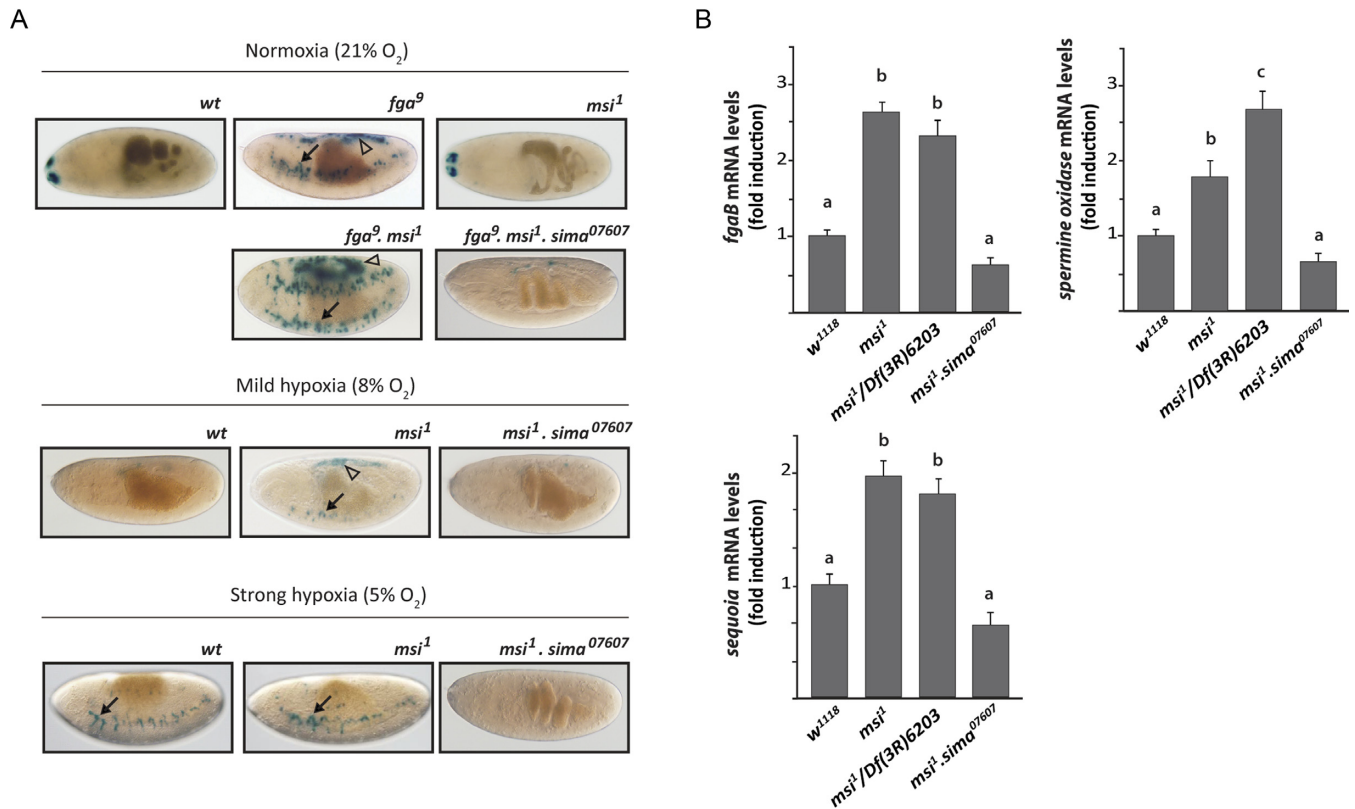 A
Normoxia (21% O₂)
wt
fga⁹
msi¹
fga⁹. msi¹
fga⁹. msi¹. sima⁰⁷⁶⁰⁷
Mild hypoxia (8% O₂)
wt
msi¹
msi¹. sima⁰⁷⁶⁰⁷
Strong hypoxia (5% O₂)
wt
msi¹
msi¹. sima⁰⁷⁶⁰⁷
B
fgaB mRNA levels
(fold induction)
3
2
1
a
b
b
a
w¹¹¹⁸
msi¹
msi¹/Df(3R)6203
msi¹.sima⁰⁷⁶⁰⁷
spermine oxidase mRNA levels
(fold induction)
3
2
1
a
b
c
a
w¹¹¹⁸
msi¹
msi¹/Df(3R)6203
msi¹.sima⁰⁷⁶⁰⁷
sequoia mRNA levels
(fold induction)
2
1
a
b
b
a
w¹¹¹⁸
msi¹
msi¹/Df(3R)6203
msi¹.sima⁰⁷⁶⁰⁷